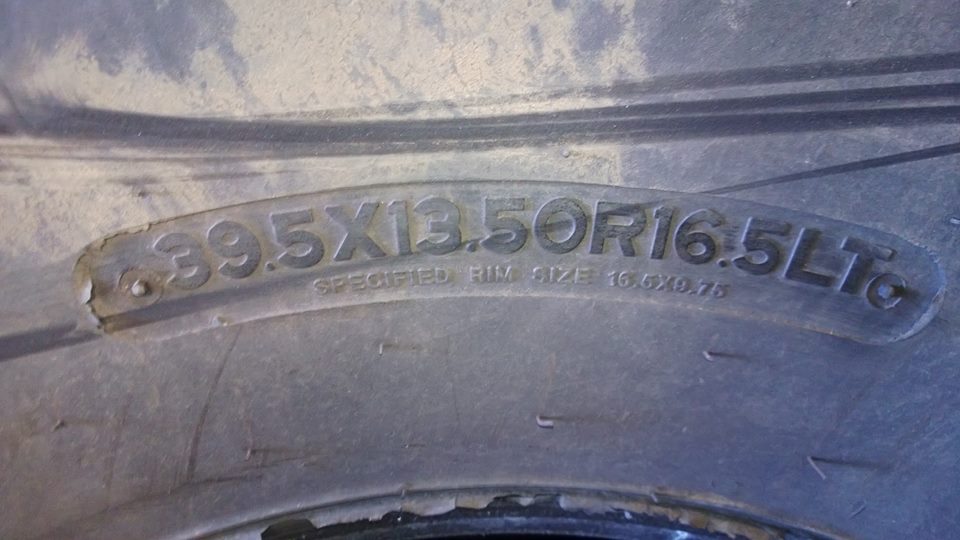 39.5X13.50R16.5LT
SPECIFIED RIM SIZE 16.5X9.75